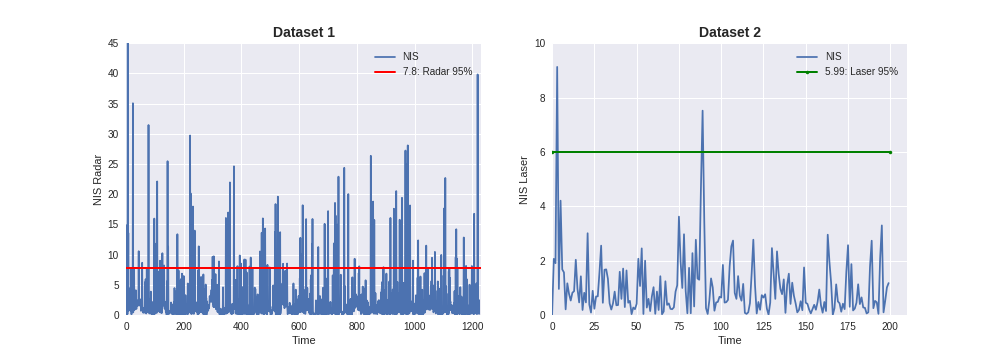 Dataset 1
NIS
7.8: Radar 95%
NIS Radar
45
40
35
30
25
20
15
10
5
0
0 200 400 600 800 1000 1200
Time
Dataset 2
NIS
5.99: Laser 95%
NIS Laser
10
8
6
4
2
0
0 25 50 75 100 125 150 175 200
Time